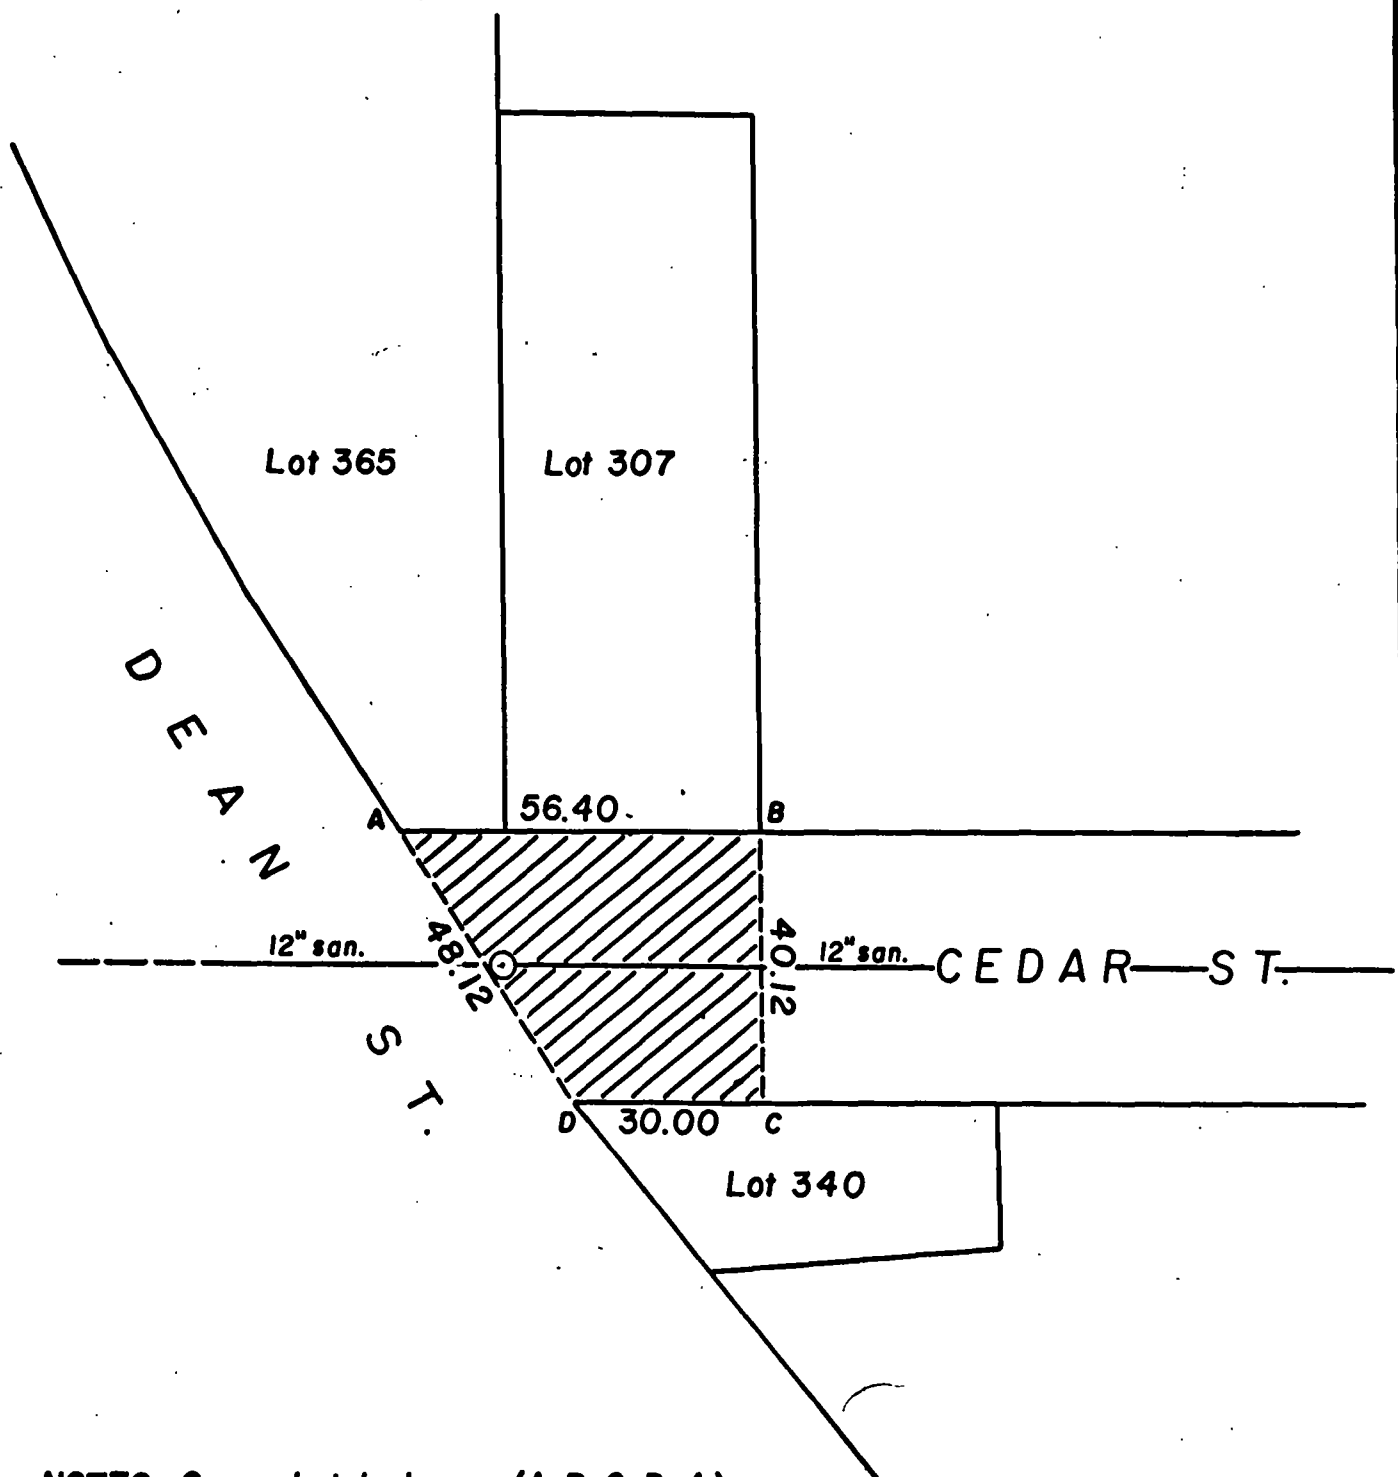 Lot 365
Lot 307
DEAN ST.
A
56.40
B
12" san.
48.12
40.12
12" san.
CEDAR ST.
D
30.00
C
Lot 340